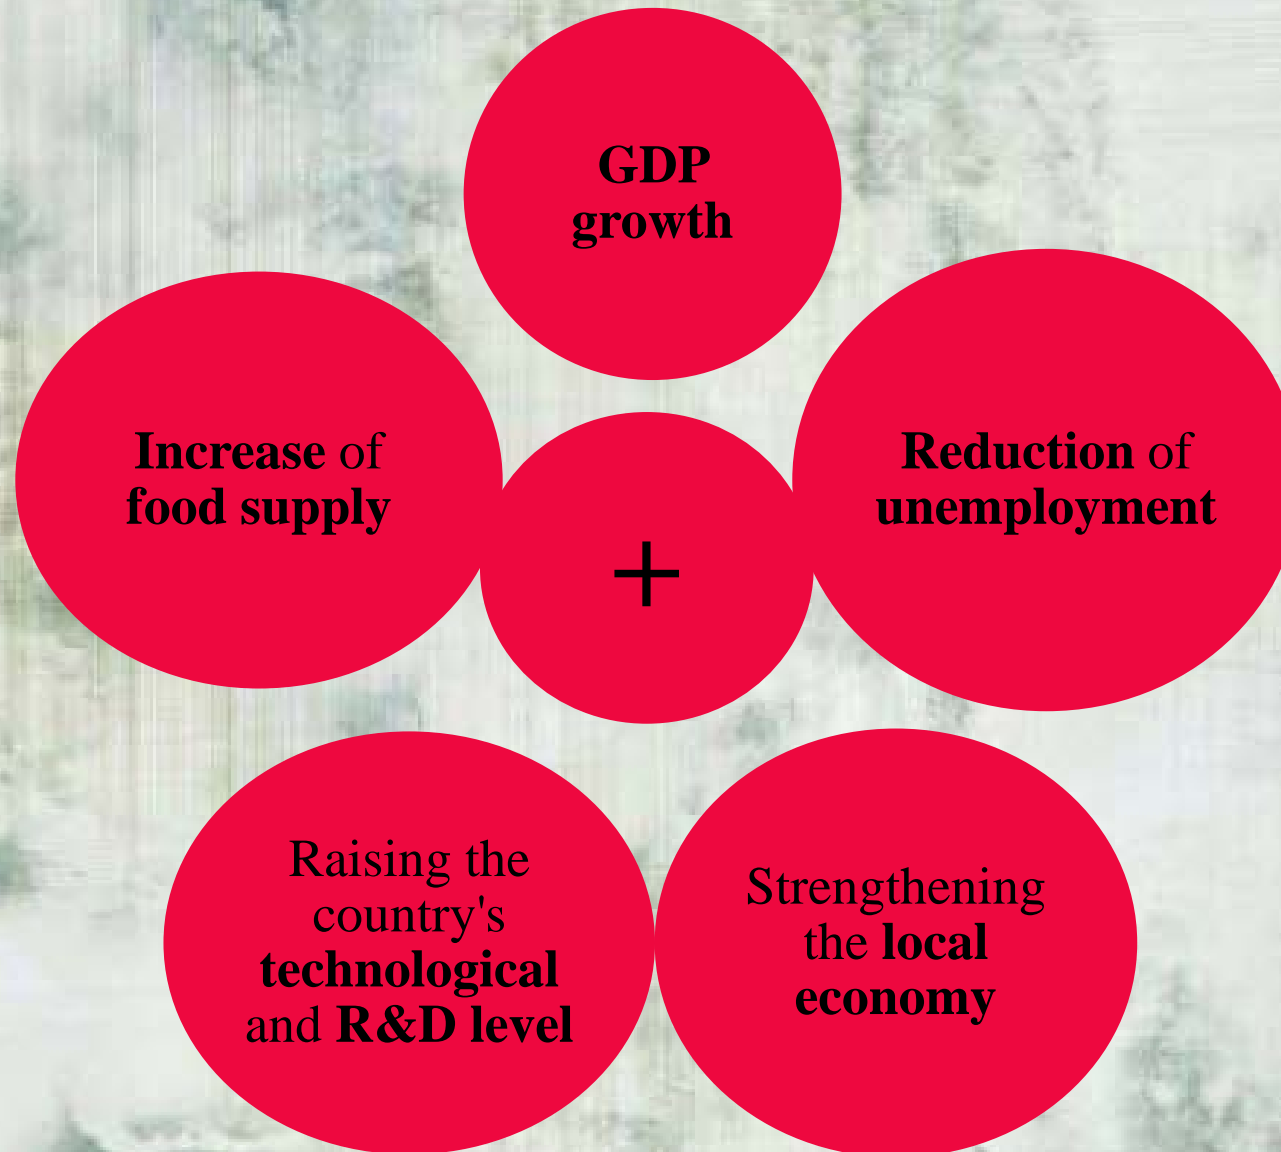 GDP
growth
Increase of
food supply
Reduction of
unemployment
+
Raising the
country's
technological
and R&D level
Strengthening
the local
economy